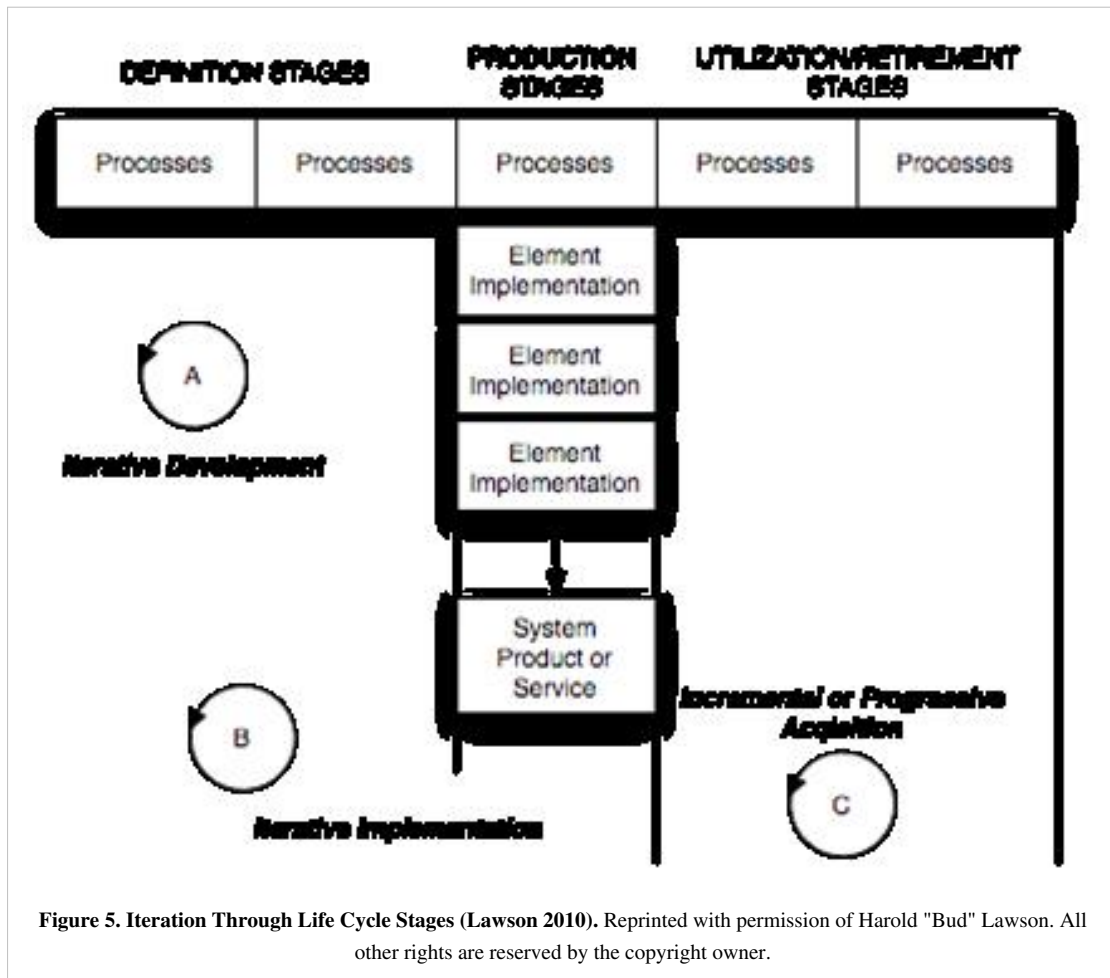 DEFINITION STAGES
PRODUCTION
STAGES
UTILIZATION/RETIREMENT
STAGES
Processes
Processes
Processes
Processes
Processes
Element
Implementation
Element
Implementation
Element
Implementation
A
Iterative Development
System
Product or
Service
B
Iterative Implementation
Incremental or Progressive
Acqisition
C
Figure 5. Iteration Through Life Cycle Stages (Lawson 2010). Reprinted with permission of Harold "Bud" Lawson. All
other rights are reserved by the copyright owner.